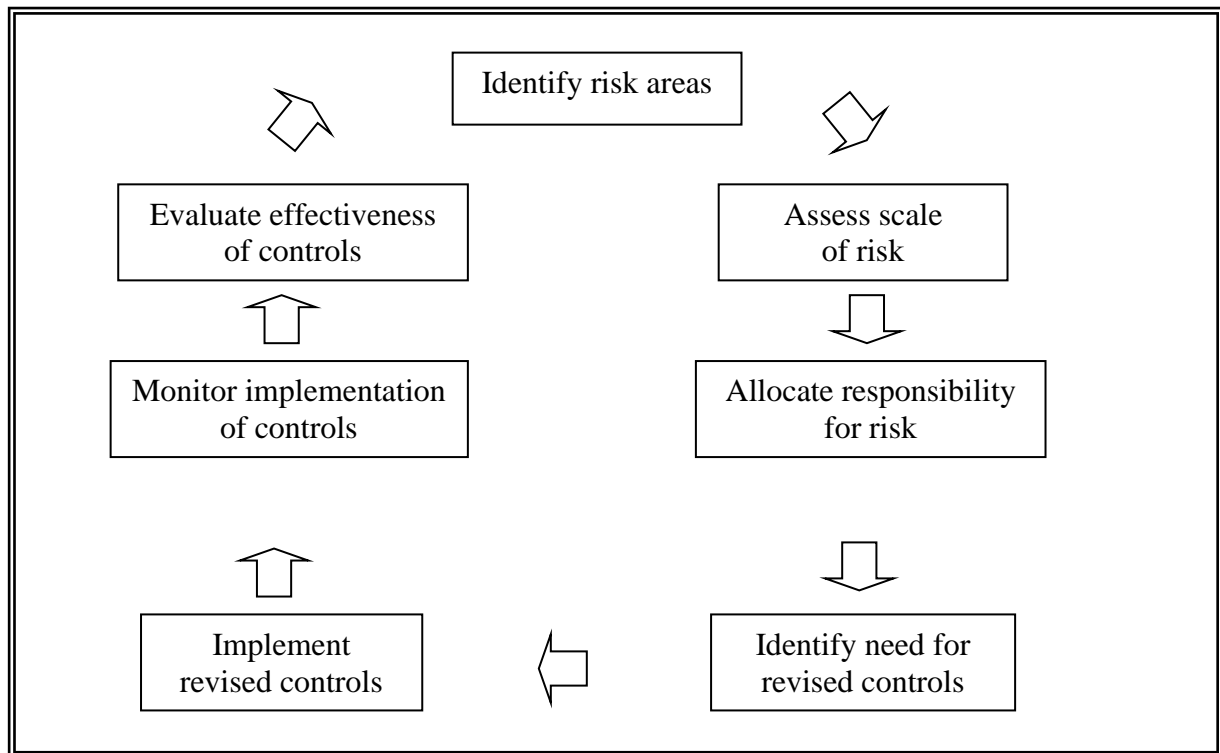 Identify risk areas
Assess scale
of risk
Allocate responsibility
for risk
Identify need for
revised controls
Implement
revised controls
Monitor implementation
of controls
Evaluate effectiveness
of controls